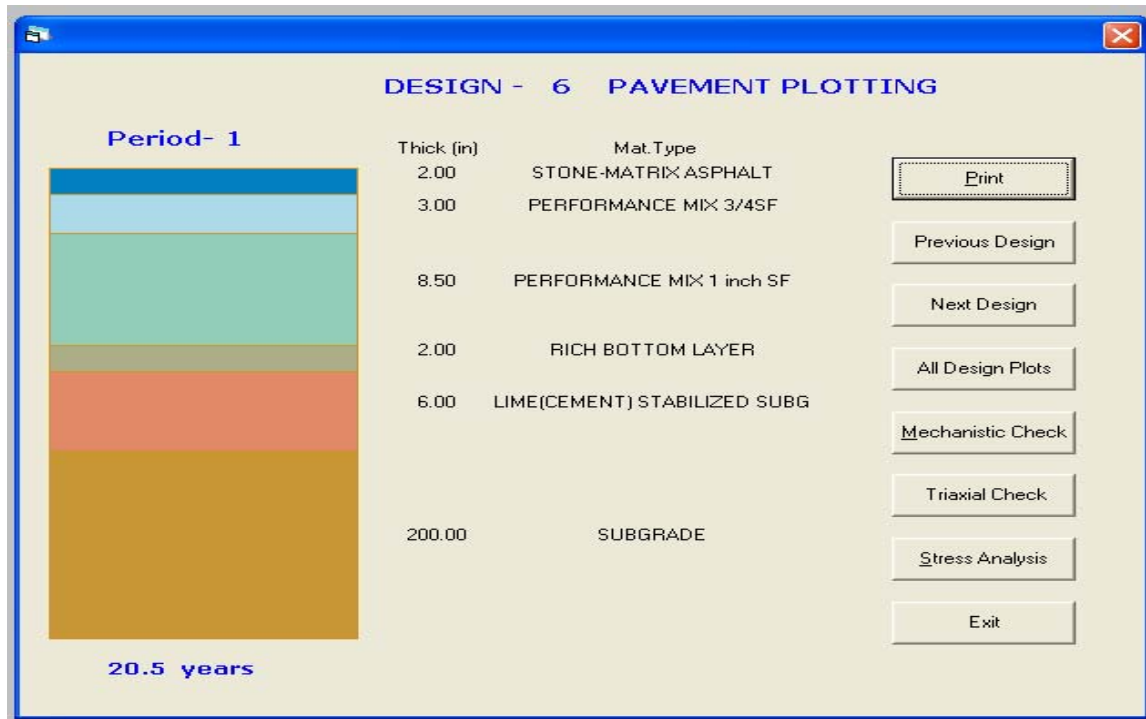 DESIGN - 6 PAVEMENT PLOTTING
Period- 1
Thick (in) Mat.Type
2.00 STONE-MATRIX ASPHALT
3.00 PERFORMANCE MIX 3/4SF
8.50 PERFORMANCE MIX 1 inch SF
2.00 RICH BOTTOM LAYER
6.00 LIME(CEMENT) STABILIZED SUBG
200.00 SUBGRADE
20.5 years
Print
Previous Design
Next Design
All Design Plots
Mechanistic Check
Triaxial Check
Stress Analysis
Exit